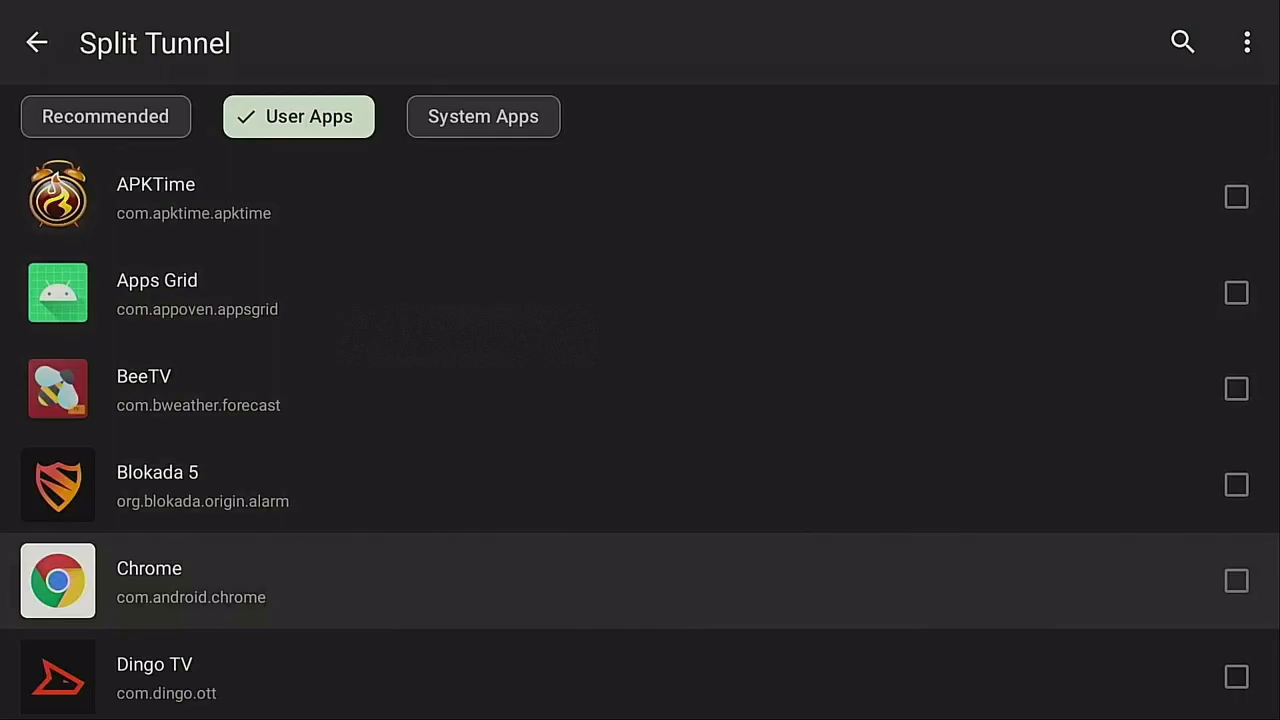 Split Tunnel
Recommended
User Apps
System Apps
APKTime
com.apktime.apktime
Apps Grid
com.appoven.appsgrid
BeeTV
com.bweather.forecast
Blokada 5
org.blokada.origin.alarm
Chrome
com.android.chrome
Dingo TV
com.dingo.ott